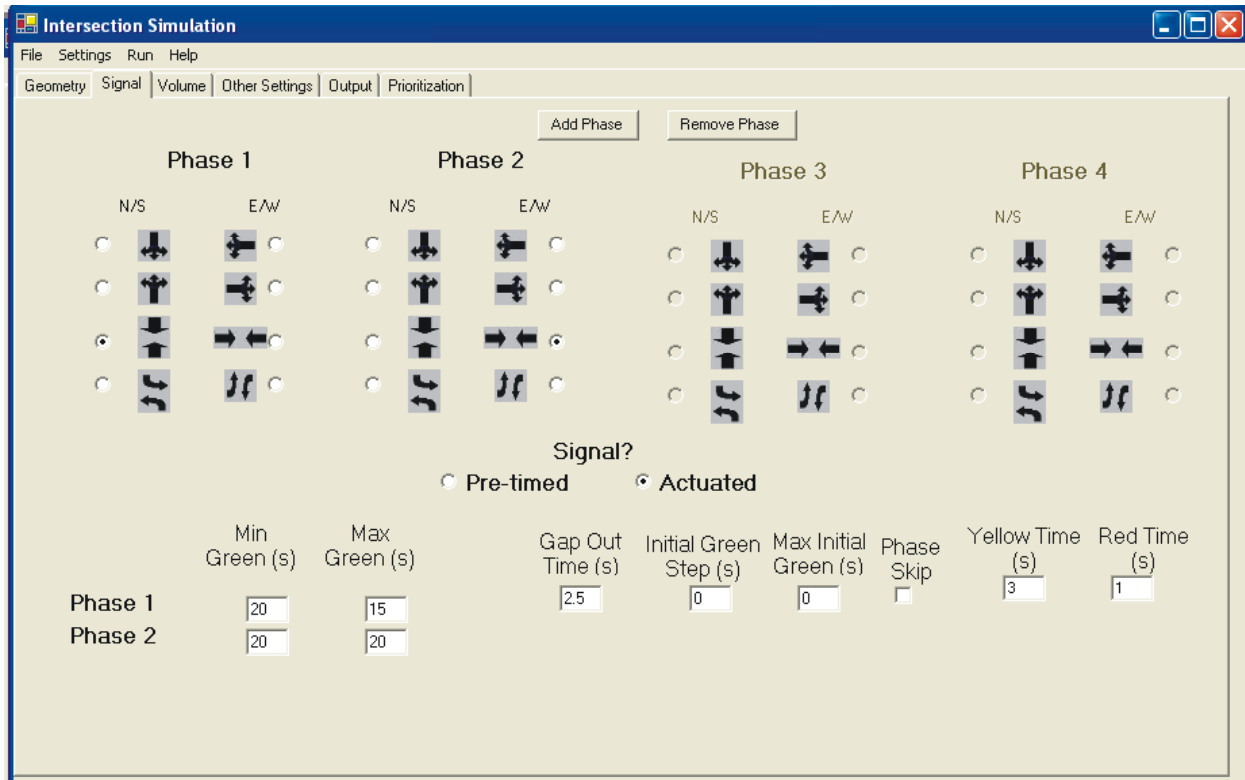 Intersection Simulation
File Settings Run Help
Geometry Signal Volume Other Settings Output Prioritization
Add Phase Remove Phase
Phase 1 Phase 2 Phase 3 Phase 4
N/S E/W N/S E/W N/S E/W N/S E/W
Signal?
Pre-timed Actuated
Min Green (s) Max Green (s) Gap Out Time (s) Initial Green Step (s) Max Initial Green (s) Phase Skip Yellow Time (s) Red Time (s)
2.5 0 0 3 1
Phase 1 20 15
Phase 2 20 20